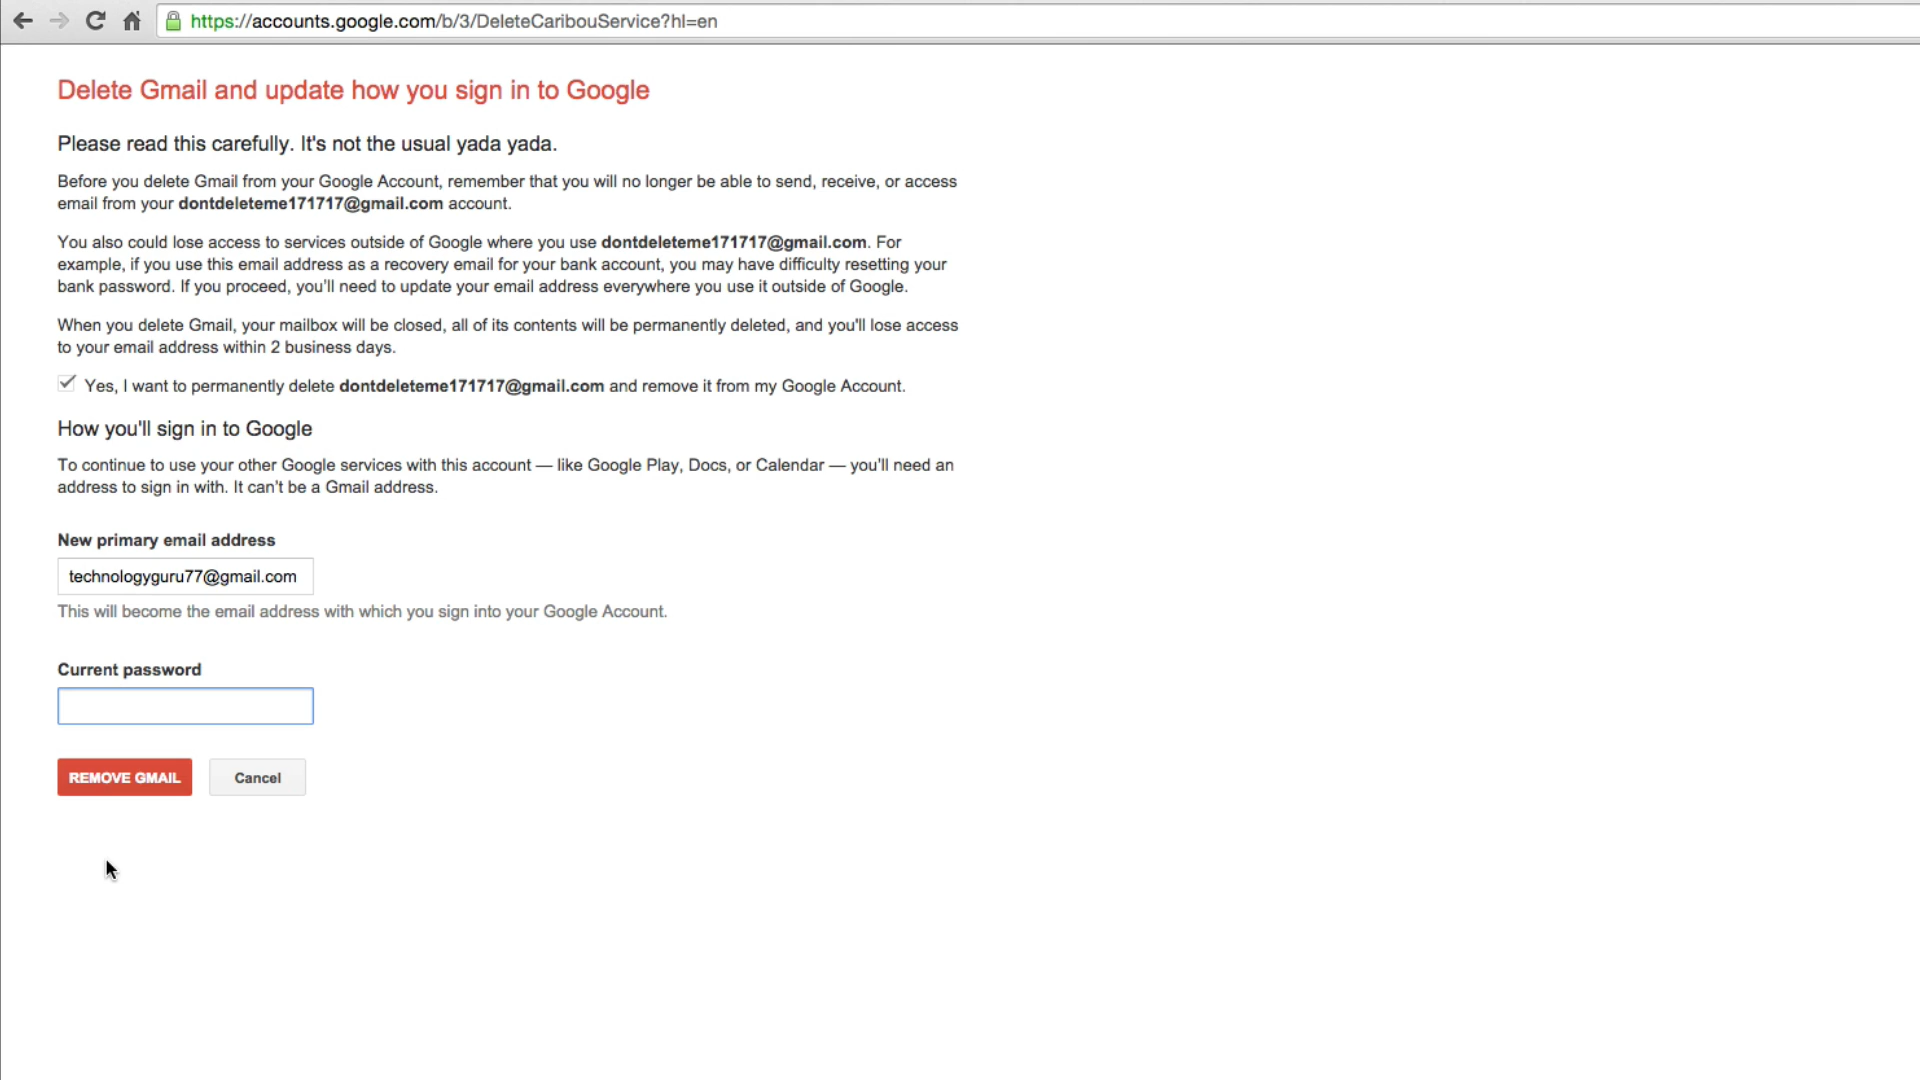 https://accounts.google.com/b/3/DeleteCaribouService?hl=en
Delete Gmail and update how you sign in to Google
Please read this carefully. It's not the usual yada yada.
Before you delete Gmail from your Google Account, remember that you will no longer be able to send, receive, or access
email from your dontdeleteme171717@gmail.com account.
You also could lose access to services outside of Google where you use dontdeleteme171717@gmail.com. For
example, if you use this email address as a recovery email for your bank account, you may have difficulty resetting your
bank password. If you proceed, you'll need to update your email address everywhere you use it outside of Google.
When you delete Gmail, your mailbox will be closed, all of its contents will be permanently deleted, and you'll lose access
to your email address within 2 business days.
Yes, I want to permanently delete dontdeleteme171717@gmail.com and remove it from my Google Account.
How you'll sign in to Google
To continue to use your other Google services with this account — like Google Play, Docs, or Calendar — you'll need an
address to sign in with. It can't be a Gmail address.
New primary email address
technologyguru77@gmail.com
This will become the email address with which you sign into your Google Account.
Current password
REMOVE GMAIL
Cancel